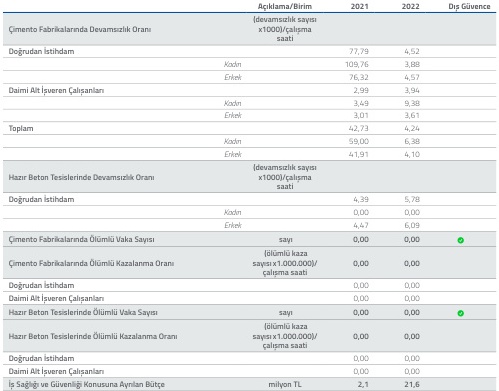 Açıklama/Birim 2021 2022 Dış Güvence
Çimento Fabrikalarında Devamsızlık Oranı (devamsızlık sayısı x1000)/çalışma saati
Doğrudan İstihdam 77,79 4,52
Kadın 109,76 3,88
Erkek 76,32 4,57
Daimi Alt İşveren Çalışanları 2,99 3,94
Kadın 3,49 9,38
Erkek 3,01 3,61
Toplam 42,73 4,24
Kadın 59,00 6,38
Erkek 41,91 4,10
Hazır Beton Tesislerinde Devamsızlık Oranı (devamsızlık sayısı x1000)/çalışma saati
Doğrudan İstihdam 4,39 5,78
Kadın 0,00 0,00
Erkek 4,47 6,09
Çimento Fabrikalarında Ölümlü Vaka Sayısı sayı 0,00 0,00
Çimento Fabrikalarında Ölümlü Kazalanma Oranı (ölümlü kaza sayısı x1.000.000)/ çalışma saati 0,00 0,00
Doğrudan İstihdam 0,00 0,00
Daimi Alt İşveren Çalışanları 0,00 0,00
Hazır Beton Tesislerinde Ölümlü Vaka Sayısı sayı 0,00 0,00
Hazır Beton Tesislerinde Ölümlü Kazalanma Oranı (ölümlü kaza sayısı x1.000.000)/ çalışma saati 0,00 0,00
Doğrudan İstihdam 0,00 0,00
Daimi Alt İşveren Çalışanları 0,00 0,00
İş Sağlığı ve Güvenliği Konusuna Ayrılan Bütçe milyon TL 2,1 21,6